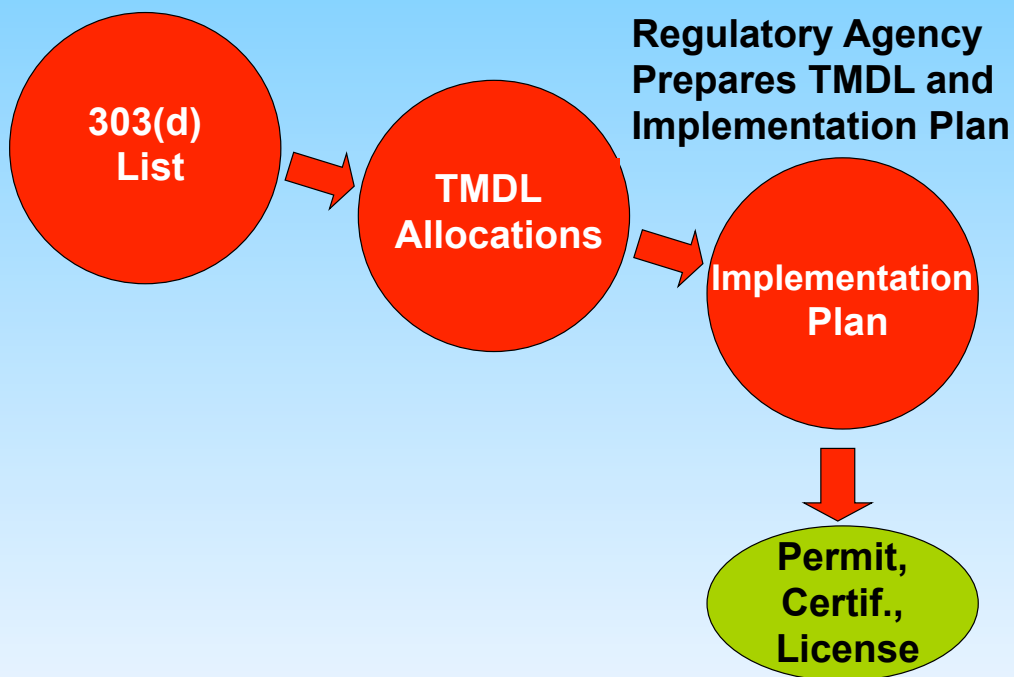 Regulatory Agency
Prepares TMDL and
Implementation Plan
303(d)
List
TMDL
Allocations
Implementation
Plan
Permit,
Certif.,
License